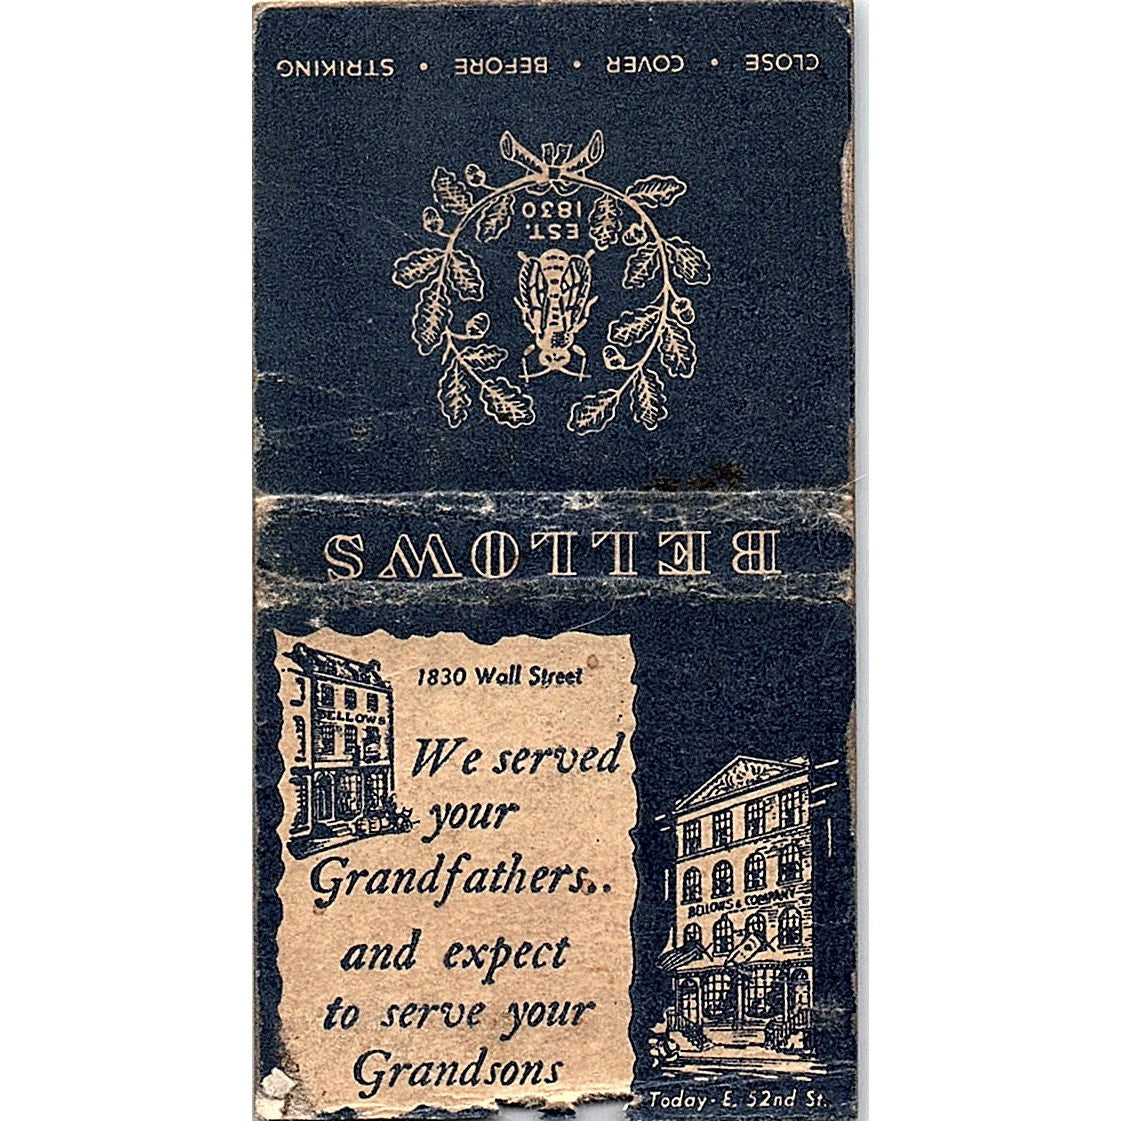 CLOSE • COVER • BEFORE • STRIKING
EST.
1830
BELLOWS
1830 Wall Street
BELLOWS
We served
your
Grandfathers..
and expect
to serve your
Grandsons
BELLOWS & COMPANY
Today - E. 52nd St.